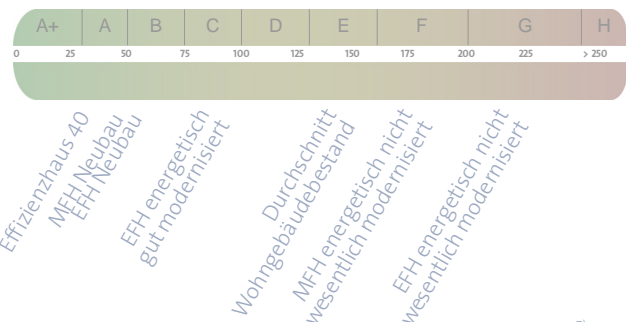 A+ A B C D E F G H
0 25 50 75 100 125 150 175 200 225 > 250
Effizienzhaus 40
MFH Neubau
EFH Neubau
EFH energetisch
gut modernisiert
Durchschnitt
Wohngebäudebestand
MFH energetisch nicht
wesentlich modernisiert
EFH energetisch nicht
wesentlich modernisiert